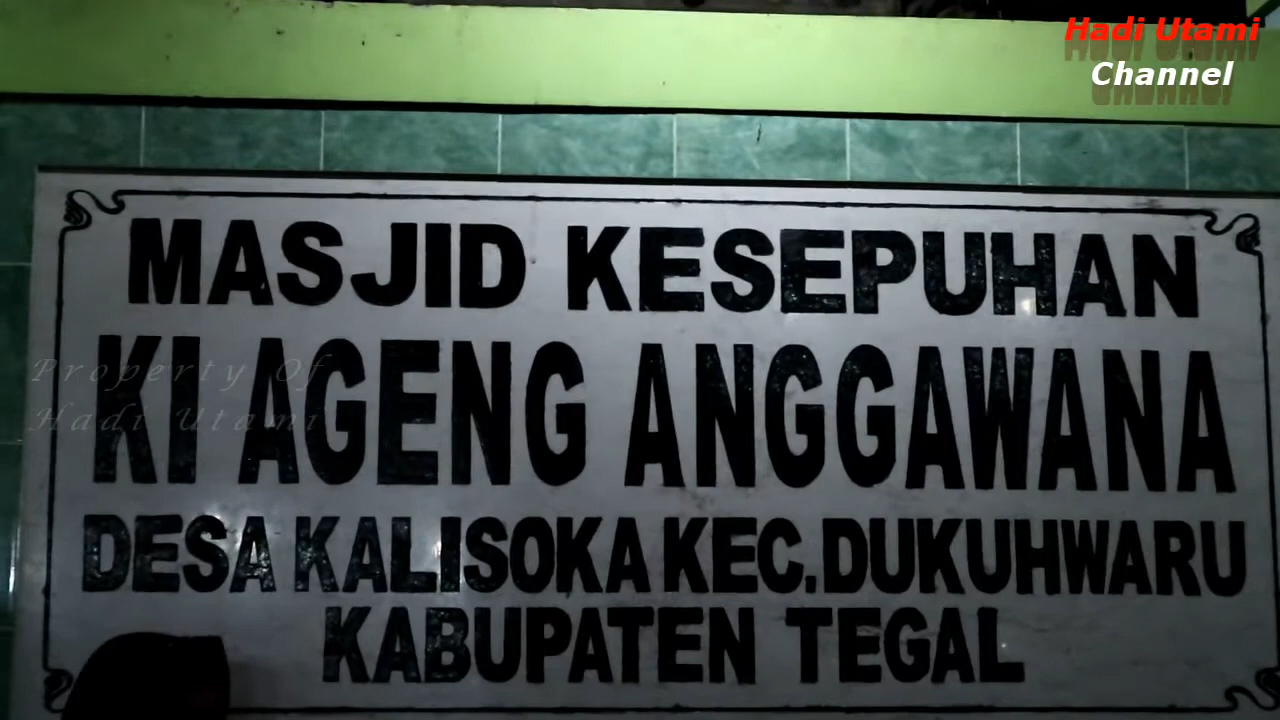 Hadi Utami
Channel
MASJID KESEPUHAN
KI AGENG ANGGAWANA
DESA KALISOKA KEC. DUKUHWARU
KABUPATEN TEGAL
Property Of
Hadi Utami